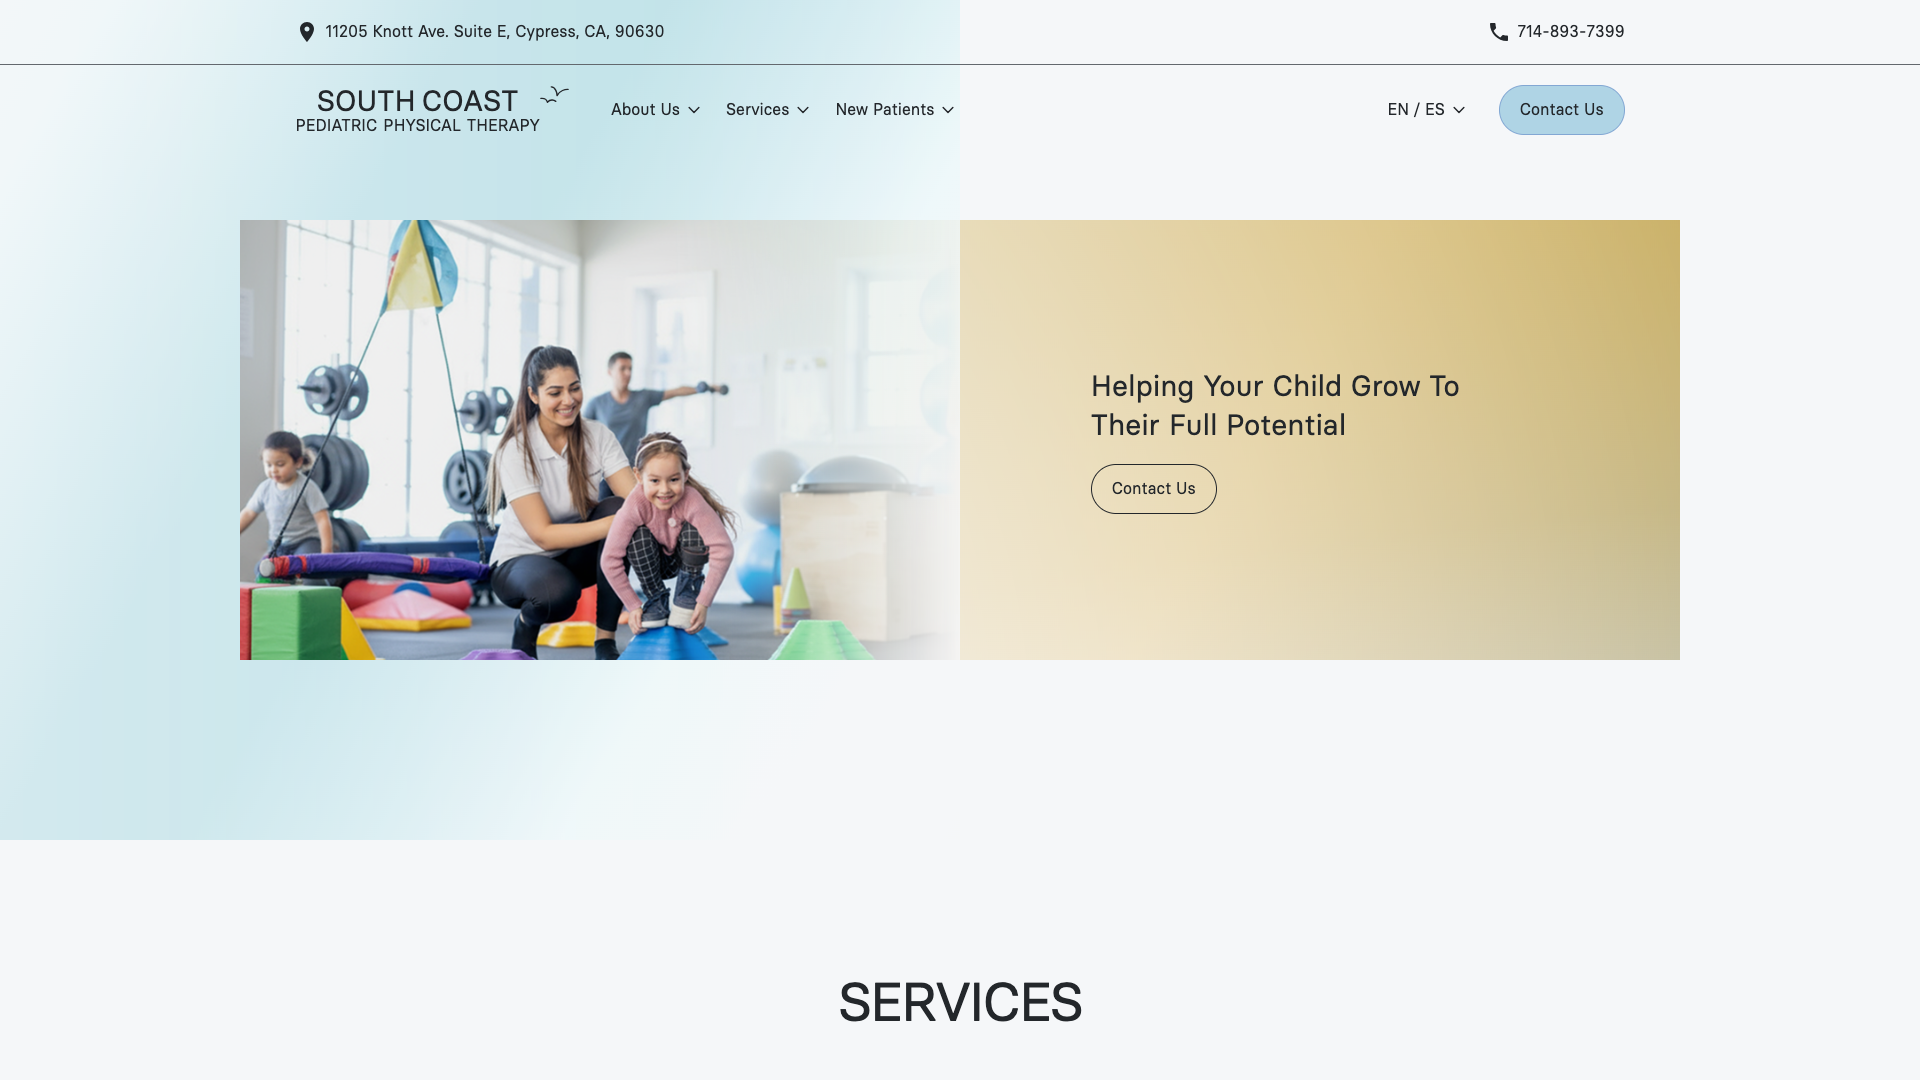 11205 Knott Ave. Suite E, Cypress, CA, 90630
714-893-7399
SOUTH COAST
PEDIATRIC PHYSICAL THERAPY
About Us
Services
New Patients
EN / ES
Contact Us
Helping Your Child Grow To
Their Full Potential
Contact Us
SERVICES